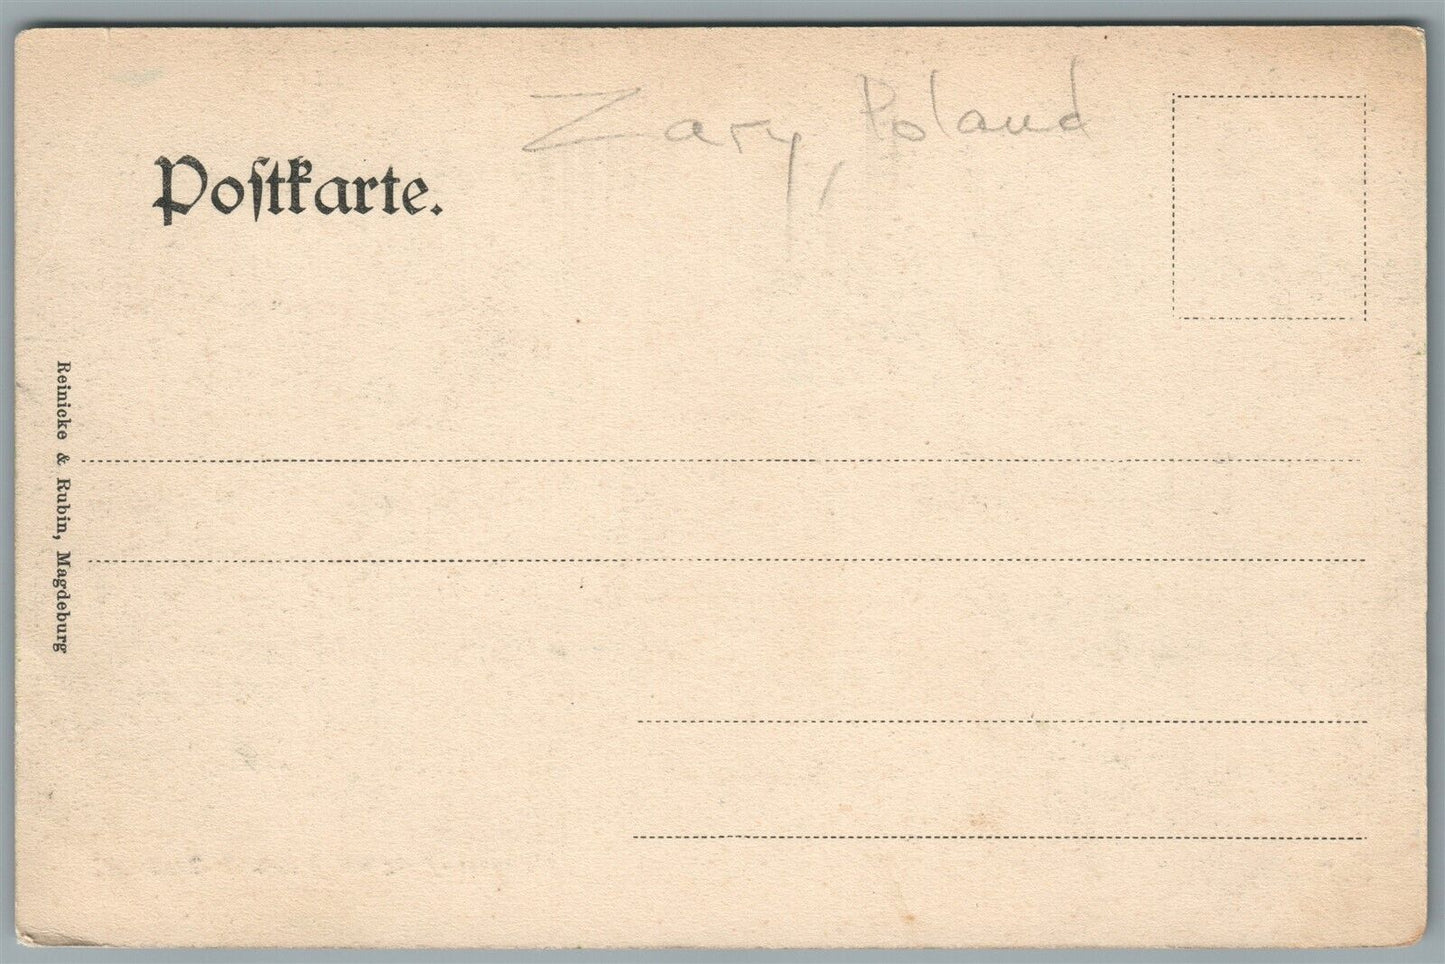 Zary, Poland
Poſtkarte.
Reinicke & Rubin, Magdeburg